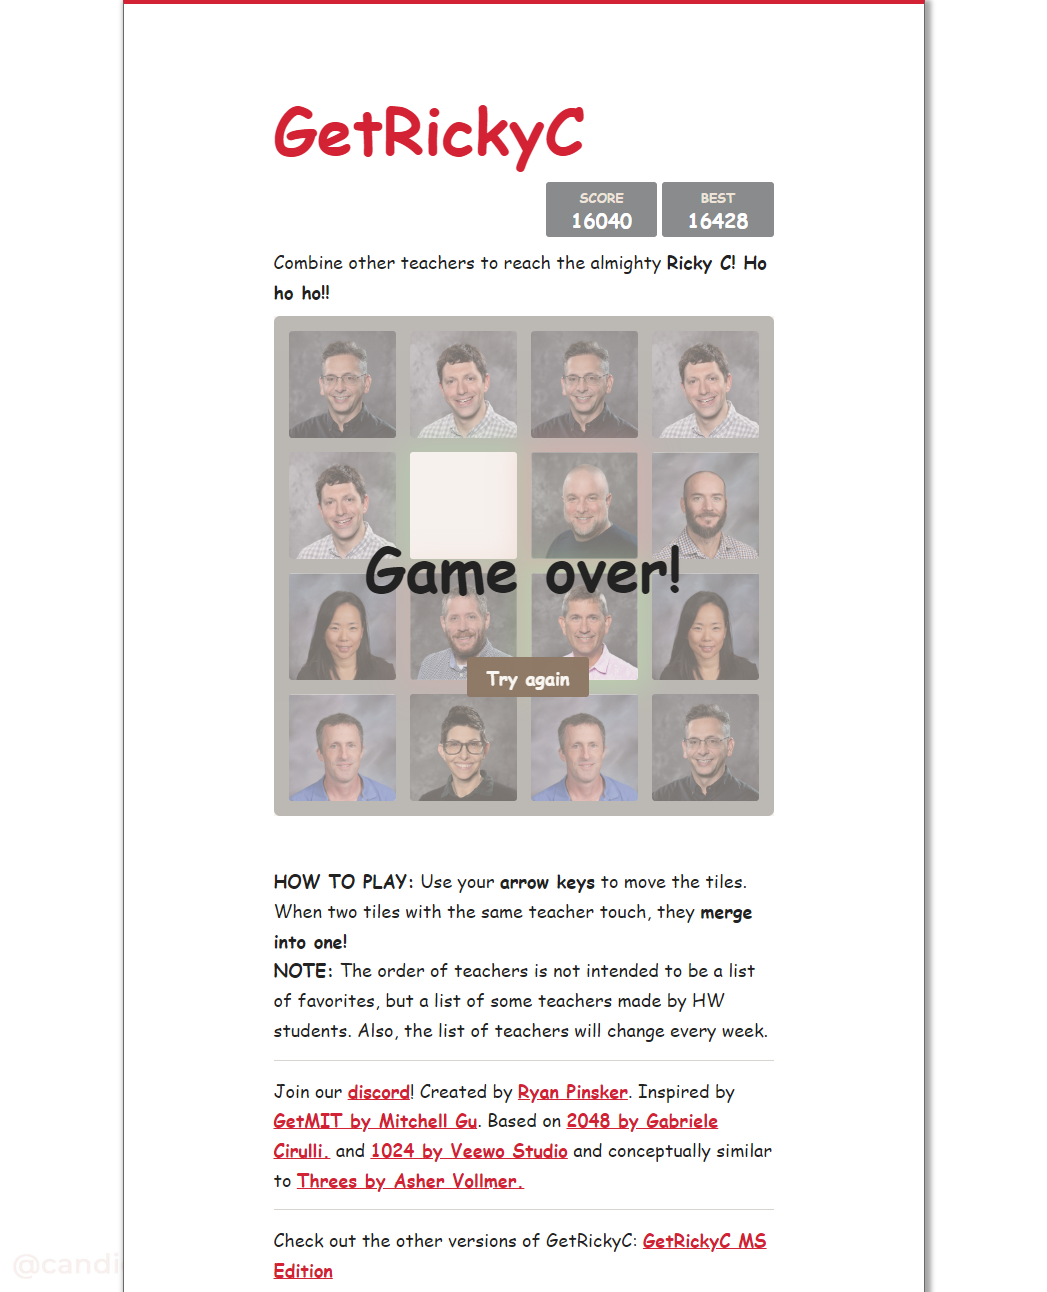 GetRickyC
SCORE
16040
BEST
16428
Combine other teachers to reach the almighty Ricky C! Ho
ho ho!!
Game over!
Try again
HOW TO PLAY: Use your arrow keys to move the tiles.
When two tiles with the same teacher touch, they merge
into one!
NOTE: The order of teachers is not intended to be a list
of favorites, but a list of some teachers made by HW
students. Also, the list of teachers will change every week.
Join our discord! Created by Ryan Pinsker. Inspired by
GetMIT by Mitchell Gu. Based on 2048 by Gabriele
Cirulli. and 1024 by Veewo Studio and conceptually similar
to Threes by Asher Vollmer.
Check out the other versions of GetRickyC: GetRickyC MS
Edition